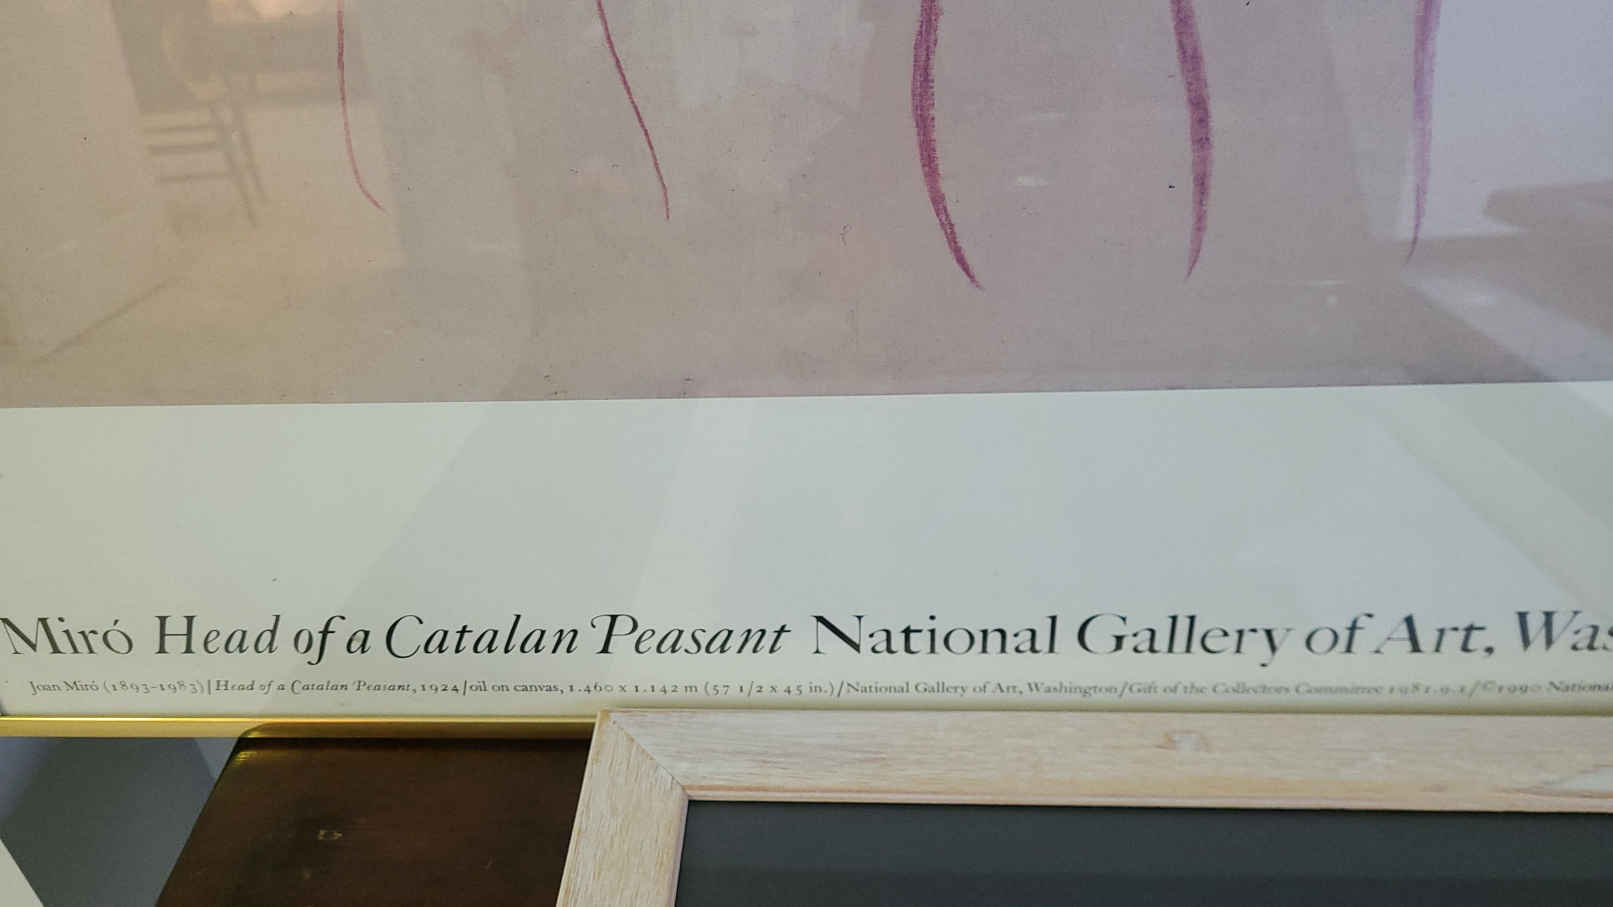 Miró Head of a Catalan Peasant National Gallery of Art, Was
Joan Miró (1893-1983)|Head of a Catalan Peasant, 1924|oil on canvas, 1.460 x 1.142 m (57 1/2 x 45 in.)/National Gallery of Art, Washington/Gift of the Collectors Committee 1981.9.1/©1990 National